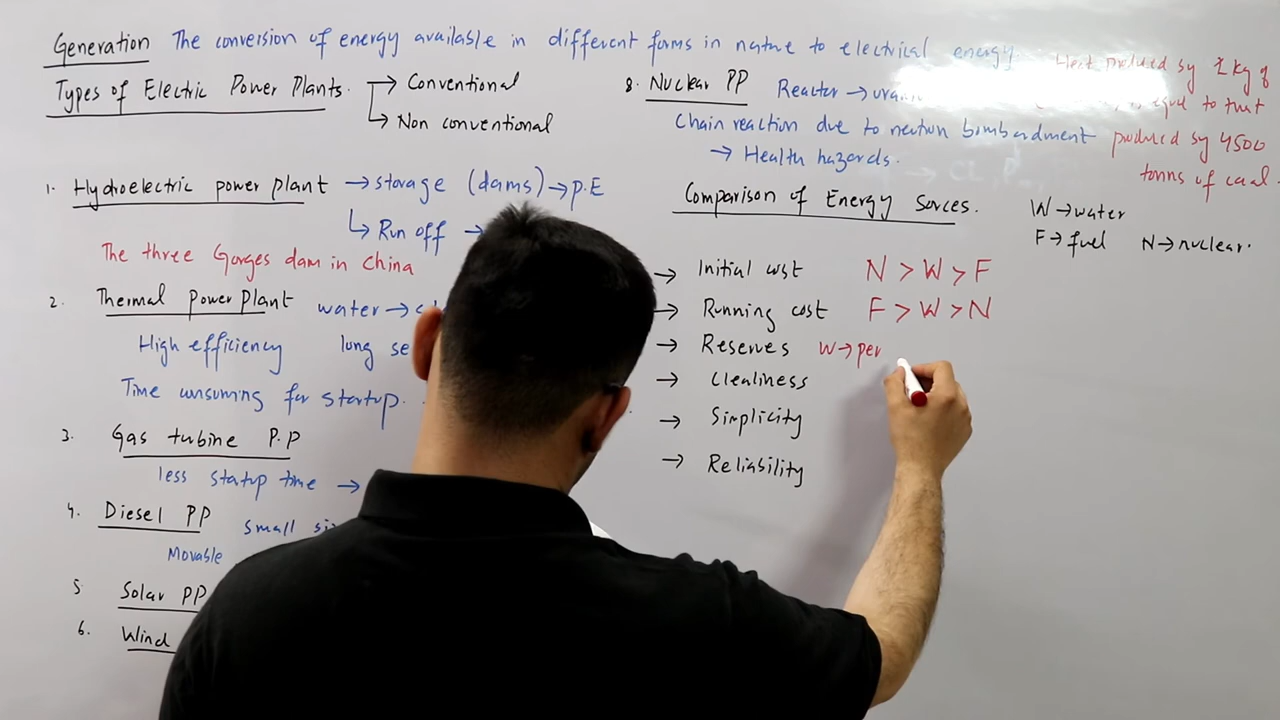 Generation The conversion of energy available in different forms in nature to electrical energy.
Types of Electric Power Plants. → Conventional
↳ Non conventional
1. Hydroelectric power plant → storage (dams) → P.E
↳ Run off →
The three Gorges dam in China
2. Thermal power plant water →
High efficiency long se
Time consuming for startup.
3. Gas turbine P.P
less startup time →
4. Diesel PP small
Movable
5 Solar PP
6. Wind
8. Nuclear PP Reactor →
Chain reaction due to neutron bombardment
→ Health hazards.
Heat produced by 1 kg of
equal to that
produced by 4500
tonns of coal.
Comparison of Energy Sorces.
W → water
F → fuel N → nuclear.
→ Initial cost N > W > F
→ Running cost F > W > N
→ Reserves W → per
→ Clealiness
→ Simplicity
→ Reliability